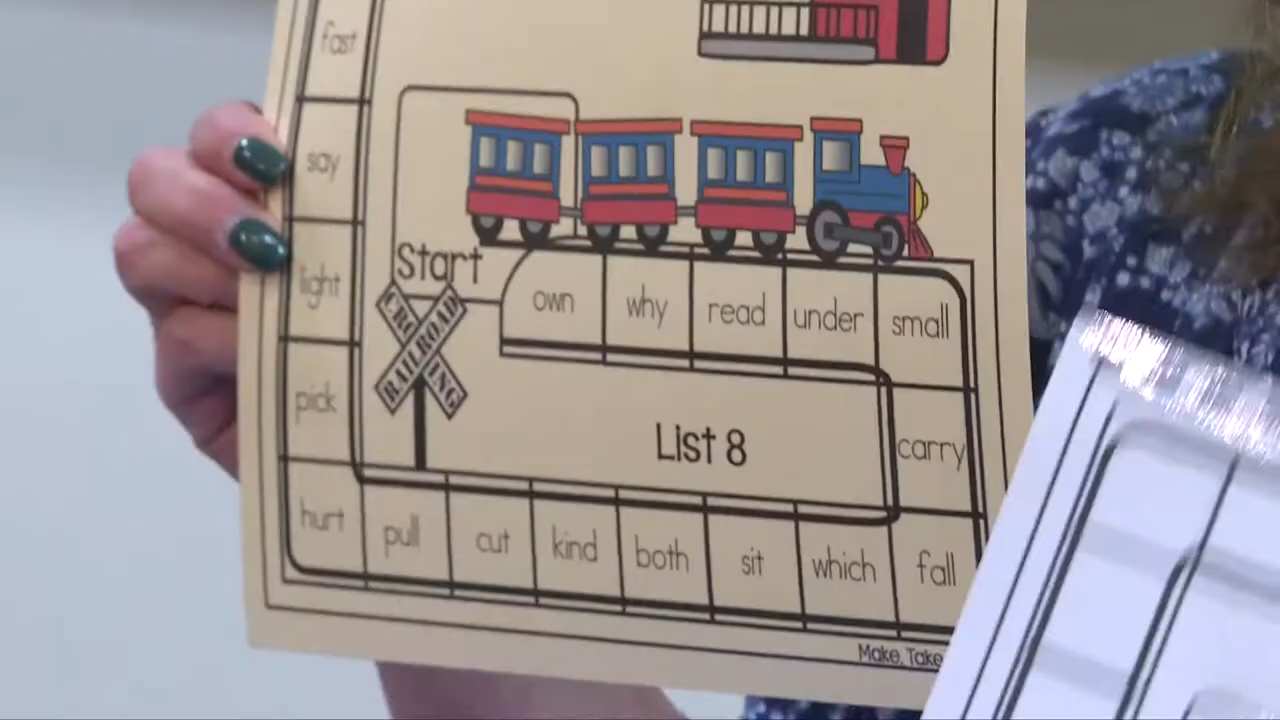 fast
say
Start
light
own why read under small
RAILROAD
CROSSING
pick
List 8
carry
hurt pull cut kind both sit which fall
Make, Take